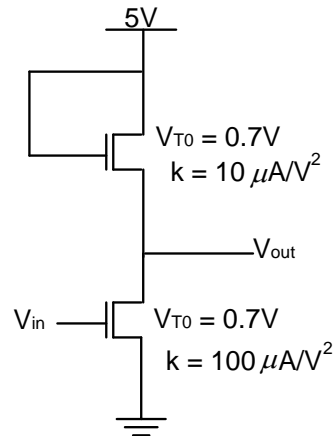 5V
VT0 = 0.7V
k = 10 μA/V²
Vout
Vin
VT0 = 0.7V
k = 100 μA/V²